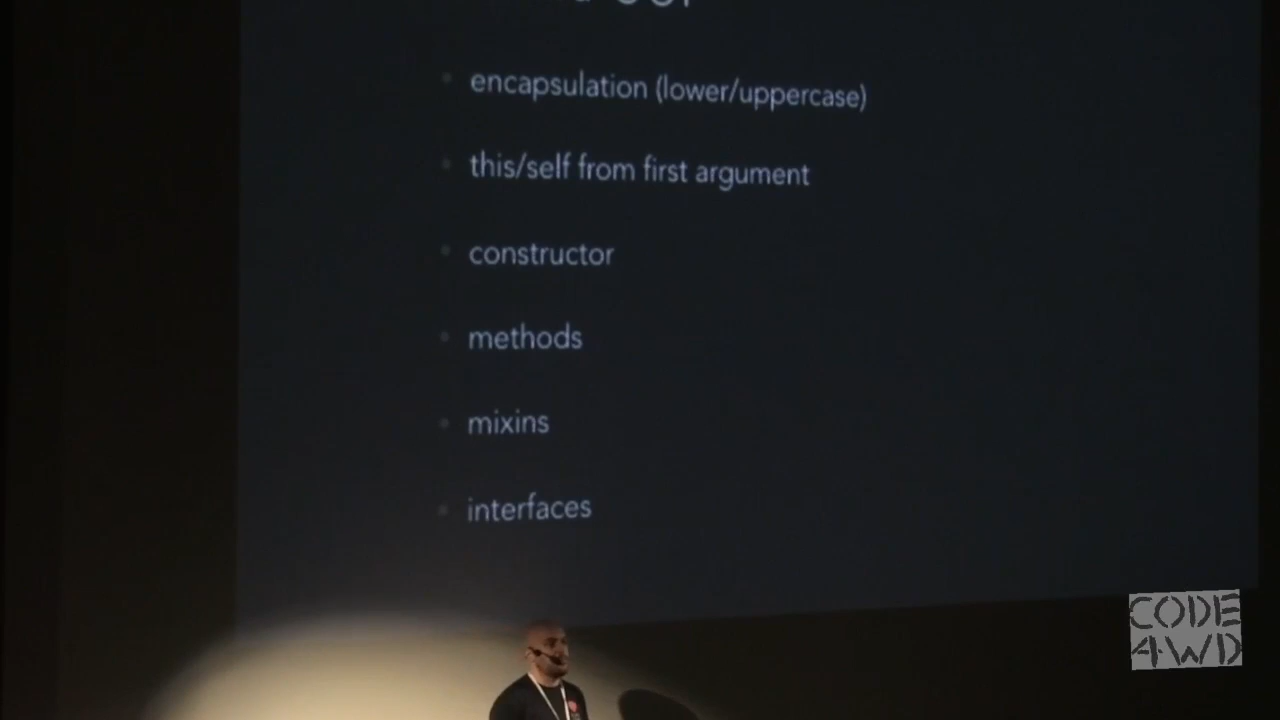 encapsulation (lower/uppercase)
this/self from first argument
constructor
methods
mixins
interfaces
CODE
4WD